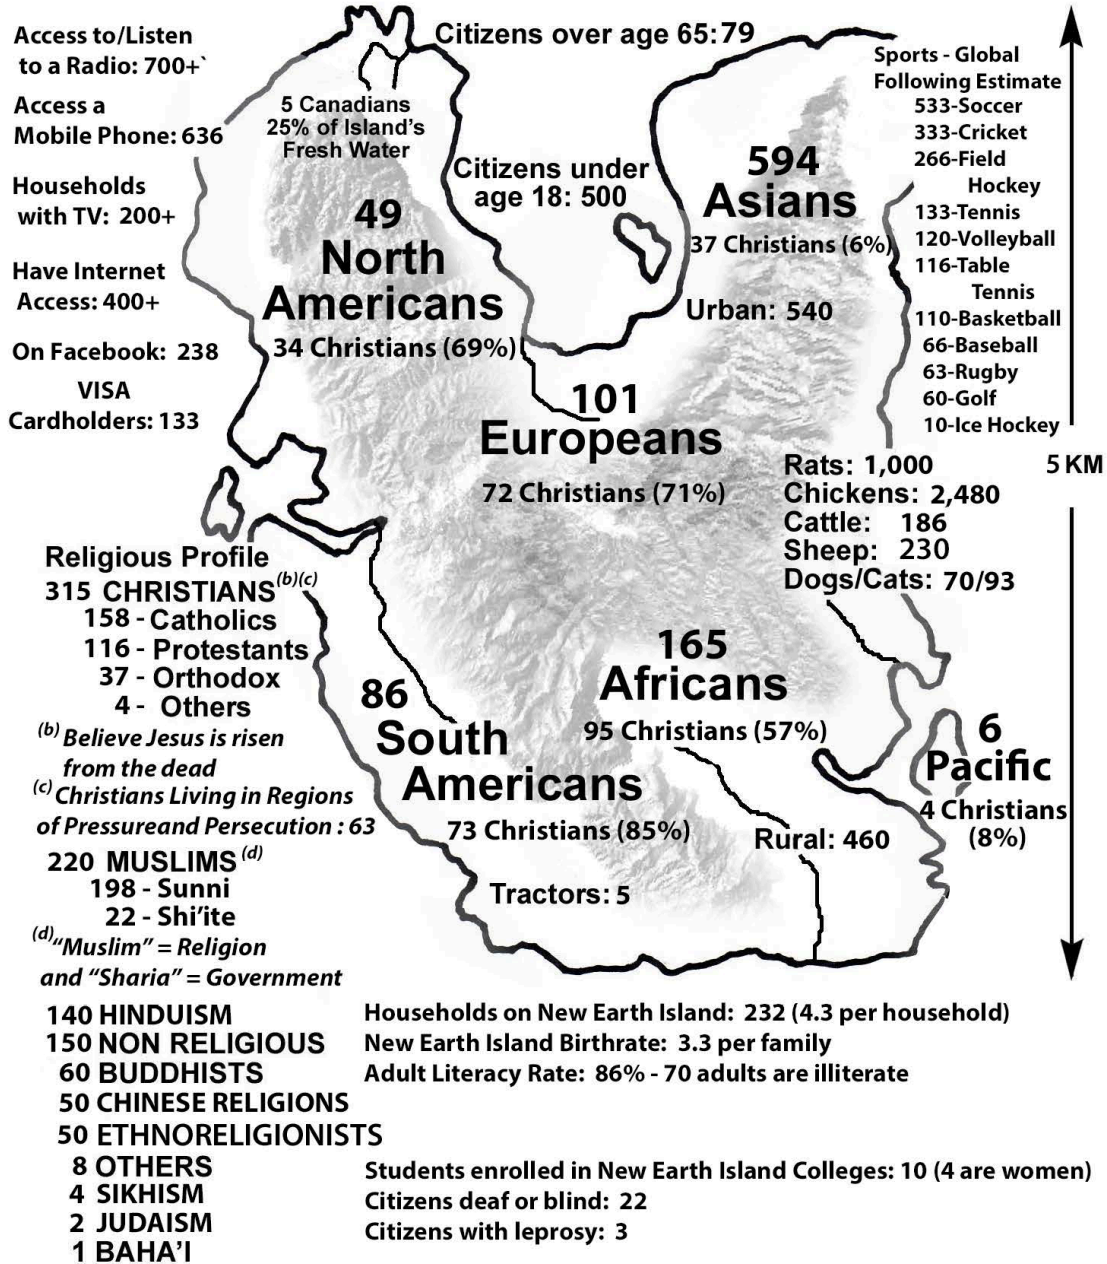 Access to/Listen
to a Radio: 700+`
Access a
Mobile Phone: 636
Households
with TV: 200+
Have Internet
Access: 400+
On Facebook: 238
VISA
Cardholders: 133
Citizens over age 65:79
5 Canadians
25% of Island's
Fresh Water
Citizens under
age 18: 500
49
North
Americans
34 Christians (69%)
594
Asians
37 Christians (6%)
Urban: 540
Sports - Global
Following Estimate
533-Soccer
333-Cricket
266-Field
Hockey
133-Tennis
120-Volleyball
116-Table
Tennis
110-Basketball
66-Baseball
63-Rugby
60-Golf
10-Ice Hockey
5 KM
101
Europeans
72 Christians (71%)
Rats: 1,000
Chickens: 2,480
Cattle: 186
Sheep: 230
Dogs/Cats: 70/93
165
Africans
95 Christians (57%)
86
South
Americans
73 Christians (85%)
6
Pacific
4 Christians
(8%)
Rural: 460
Tractors: 5
Religious Profile
315 CHRISTIANS(b)(c)
158 - Catholics
116 - Protestants
37 - Orthodox
4 - Others
(b) Believe Jesus is risen
from the dead
(c) Christians Living in Regions
of Pressureand Persecution : 63
220 MUSLIMS (d)
198 - Sunni
22 - Shi'ite
(d)"Muslim" = Religion
and "Sharia" = Government
140 HINDUISM
150 NON RELIGIOUS
60 BUDDHISTS
50 CHINESE RELIGIONS
50 ETHNORELIGIONISTS
8 OTHERS
4 SIKHISM
2 JUDAISM
1 BAHA'I
Households on New Earth Island: 232 (4.3 per household)
New Earth Island Birthrate: 3.3 per family
Adult Literacy Rate: 86% - 70 adults are illiterate
Students enrolled in New Earth Island Colleges: 10 (4 are women)
Citizens deaf or blind: 22
Citizens with leprosy: 3